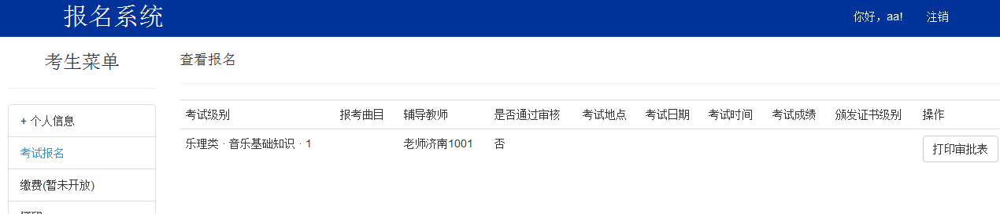 报名系统
你好，aa! 注销
考生菜单
查看报名
+ 个人信息
考试报名
缴费(暂未开放)
考试级别 报考曲目 辅导教师 是否通过审核 考试地点 考试日期 考试时间 考试成绩 颁发证书级别 操作
乐理类 · 音乐基础知识 · 1 老师济南1001 否 打印审批表